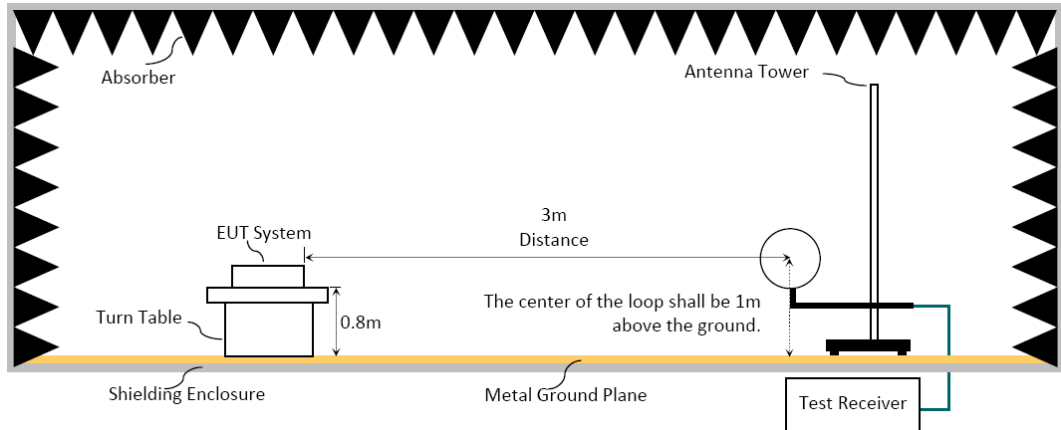 Absorber
Antenna Tower
3m
Distance
EUT System
The center of the loop shall be 1m
above the ground.
Turn Table
0.8m
Shielding Enclosure
Metal Ground Plane
Test Receiver